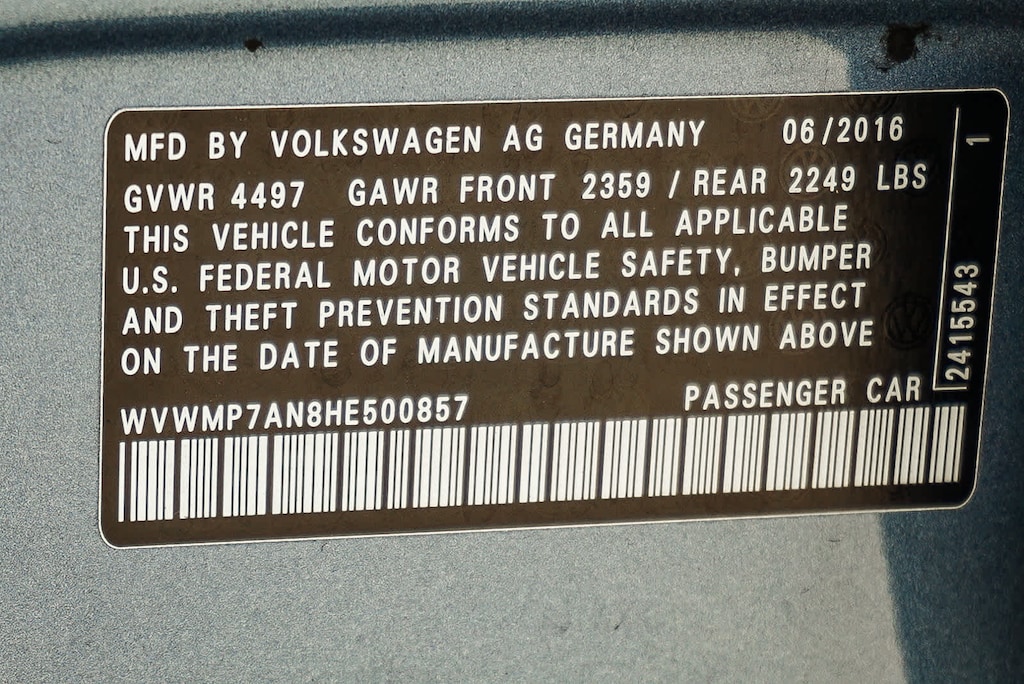 MFD BY VOLKSWAGEN AG GERMANY 06/2016
GVWR 4497 GAWR FRONT 2359 / REAR 2249 LBS
THIS VEHICLE CONFORMS TO ALL APPLICABLE
U.S. FEDERAL MOTOR VEHICLE SAFETY, BUMPER
AND THEFT PREVENTION STANDARDS IN EFFECT
ON THE DATE OF MANUFACTURE SHOWN ABOVE
WVWMP7AN8HE500857 PASSENGER CAR
2415543 1